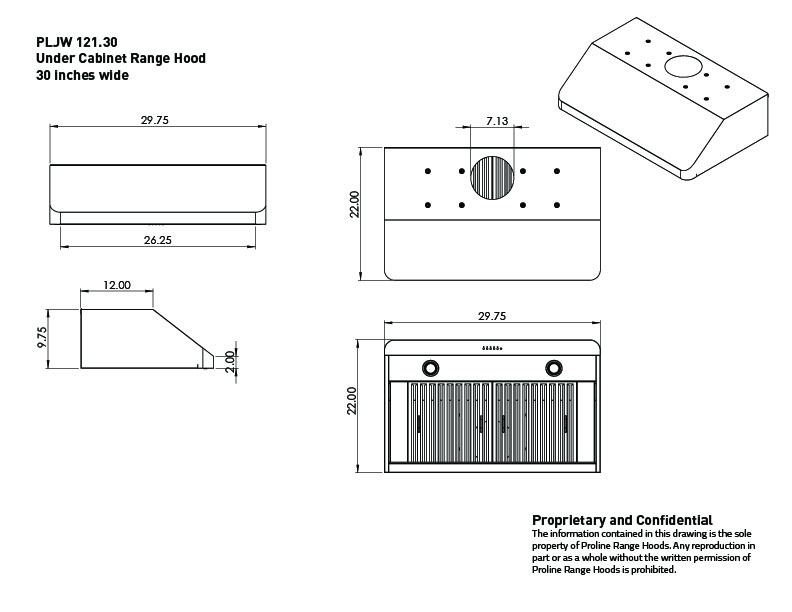 PLJW 121.30
Under Cabinet Range Hood
30 inches wide
29.75
26.25
7.13
22.00
12.00
9.75
2.00
29.75
22.00
Proprietary and Confidential
The information contained in this drawing is the sole
property of Proline Range Hoods. Any reproduction in
part or as a whole without the written permission of
Proline Range Hoods is prohibited.